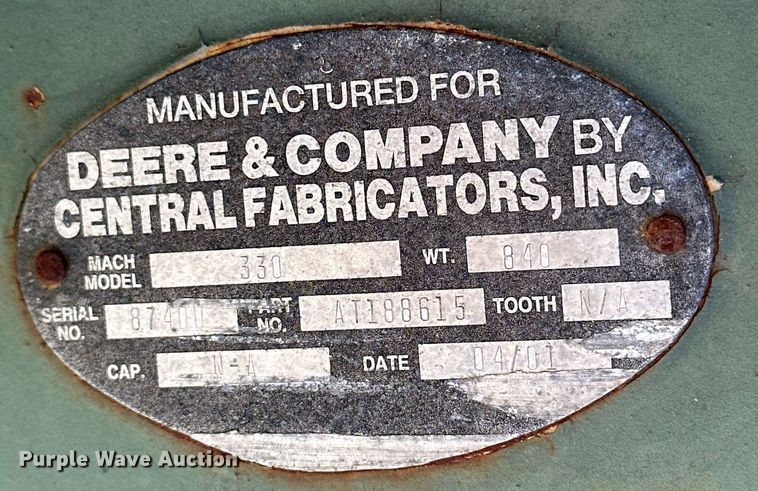 MANUFACTURED FOR
DEERE & COMPANY BY
CENTRAL FABRICATORS, INC.
MACH MODEL 330 WT. 840
SERIAL NO. PART NO. AT188615 TOOTH N/A
CAP. N-A DATE 04/01
Purple Wave Auction